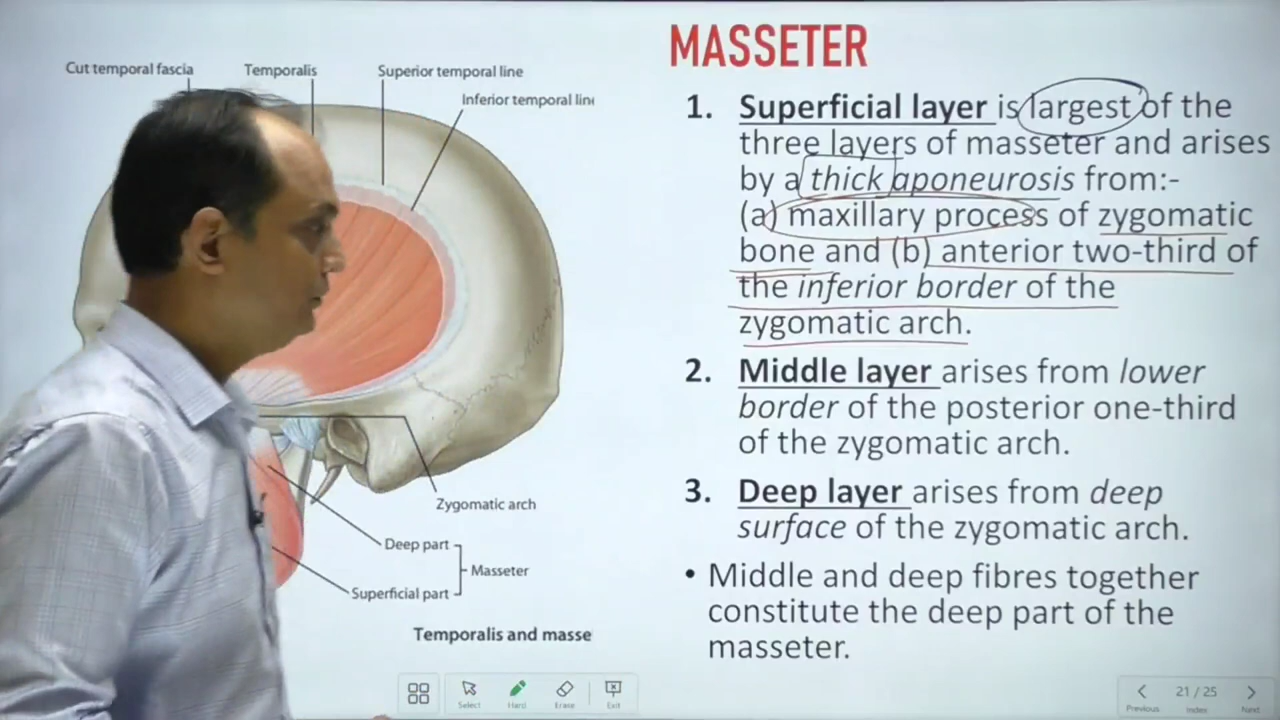 MASSETER
Cut temporal fascia
Temporalis
Superior temporal line
Inferior temporal line
1. Superficial layer is largest of the
three layers of masseter and arises
by a thick aponeurosis from:-
(a) maxillary process of zygomatic
bone and (b) anterior two-third of
the inferior border of the
zygomatic arch.
2. Middle layer arises from lower
border of the posterior one-third
of the zygomatic arch.
3. Deep layer arises from deep
surface of the zygomatic arch.
• Middle and deep fibres together
constitute the deep part of the
masseter.
Zygomatic arch
Deep part
Masseter
Superficial part
Temporalis and masse
Select
Hard
Erase
Exit
Previous
21 / 25
Index
Next